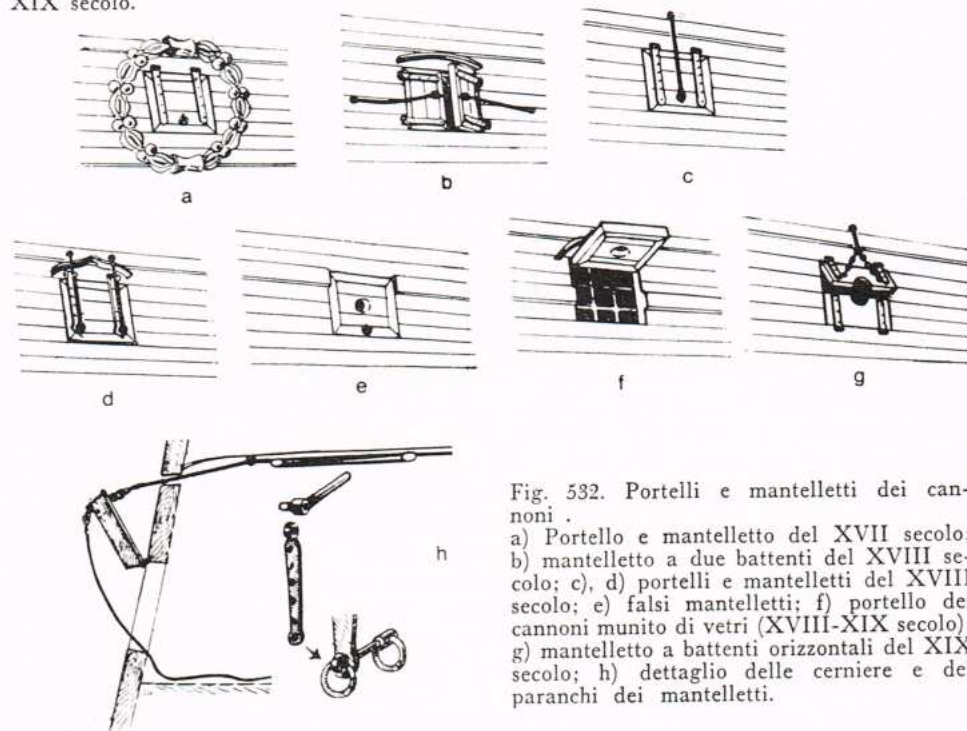 XIX secolo.
a
b
c
d
e
f
g
h
Fig. 532. Portelli e mantelletti dei can-
noni .
a) Portello e mantelletto del XVII secolo;
b) mantelletto a due battenti del XVIII se-
colo; c), d) portelli e mantelletti del XVIII
secolo; e) falsi mantelletti; f) portello de
cannoni munito di vetri (XVIII-XIX secolo)
g) mantelletto a battenti orizzontali del XIX
secolo; h) dettaglio delle cerniere e de
paranchi dei mantelletti.